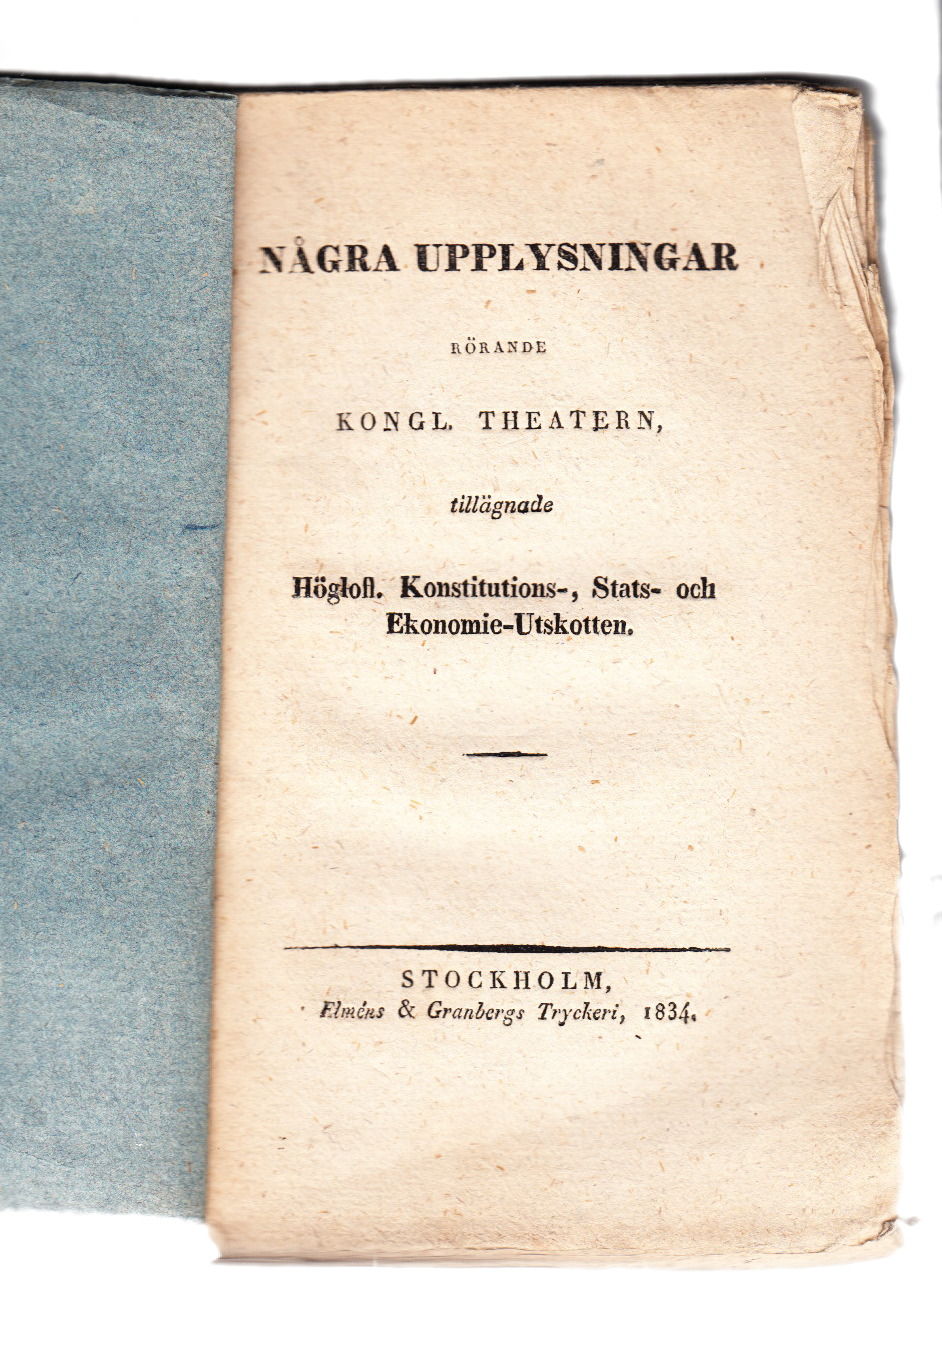 NÅGRA UPPLYSNINGAR
RÖRANDE
KONGL. THEATERN,
tillägnade
Höglofl. Konstitutions-, Stats- och
Ekonomie-Utskotten.
STOCKHOLM,
Elméns & Granbergs Tryckeri, 1834.